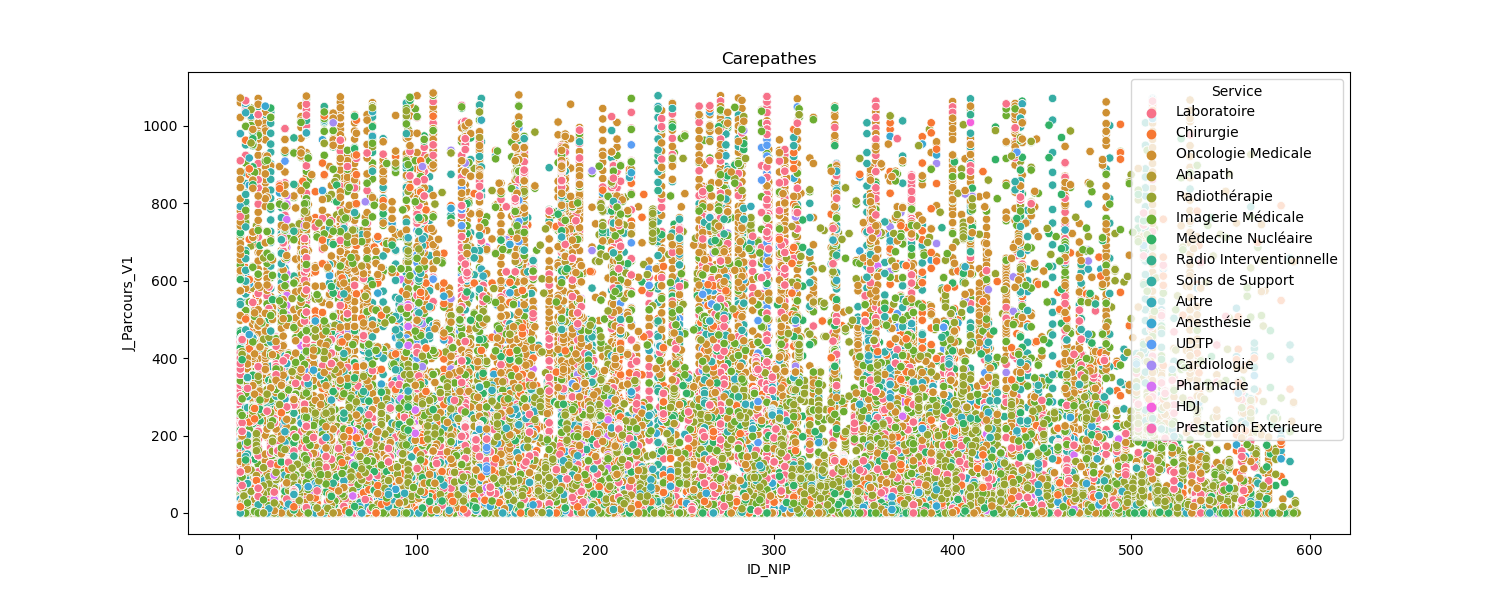 Carepathes
Service
Laboratoire
Chirurgie
Oncologie Medicale
Anapath
Radiothérapie
Imagerie Médicale
Médecine Nucléaire
Radio Interventionnelle
Soins de Support
Autre
Anesthésie
UDTP
Cardiologie
Pharmacie
HDJ
Prestation Exterieure
J_Parcours_V1
1000
800
600
400
200
0
0 100 200 300 400 500 600
ID_NIP